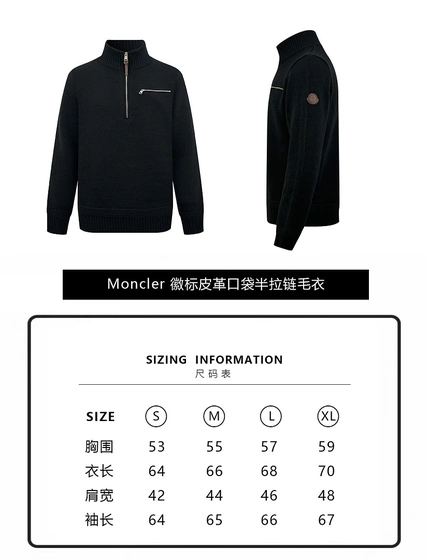 Moncler 徽标皮革口袋半拉链毛衣
SIZING INFORMATION
尺码表
SIZE S M L XL
胸围 53 55 57 59
衣长 64 66 68 70
肩宽 42 44 46 48
袖长 64 65 66 67